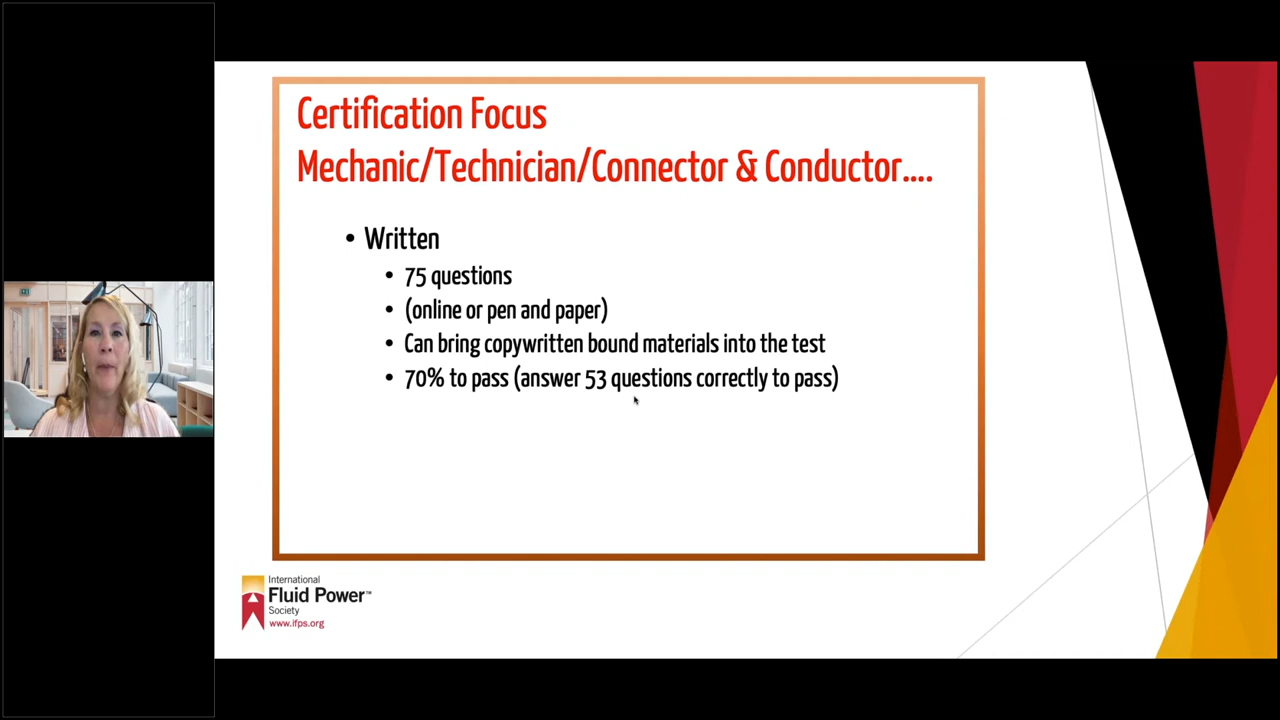 Certification Focus
Mechanic/Technician/Connector & Conductor....
• Written
• 75 questions
• (online or pen and paper)
• Can bring copywritten bound materials into the test
• 70% to pass (answer 53 questions correctly to pass)
International
Fluid Power™
Society
www.ifps.org